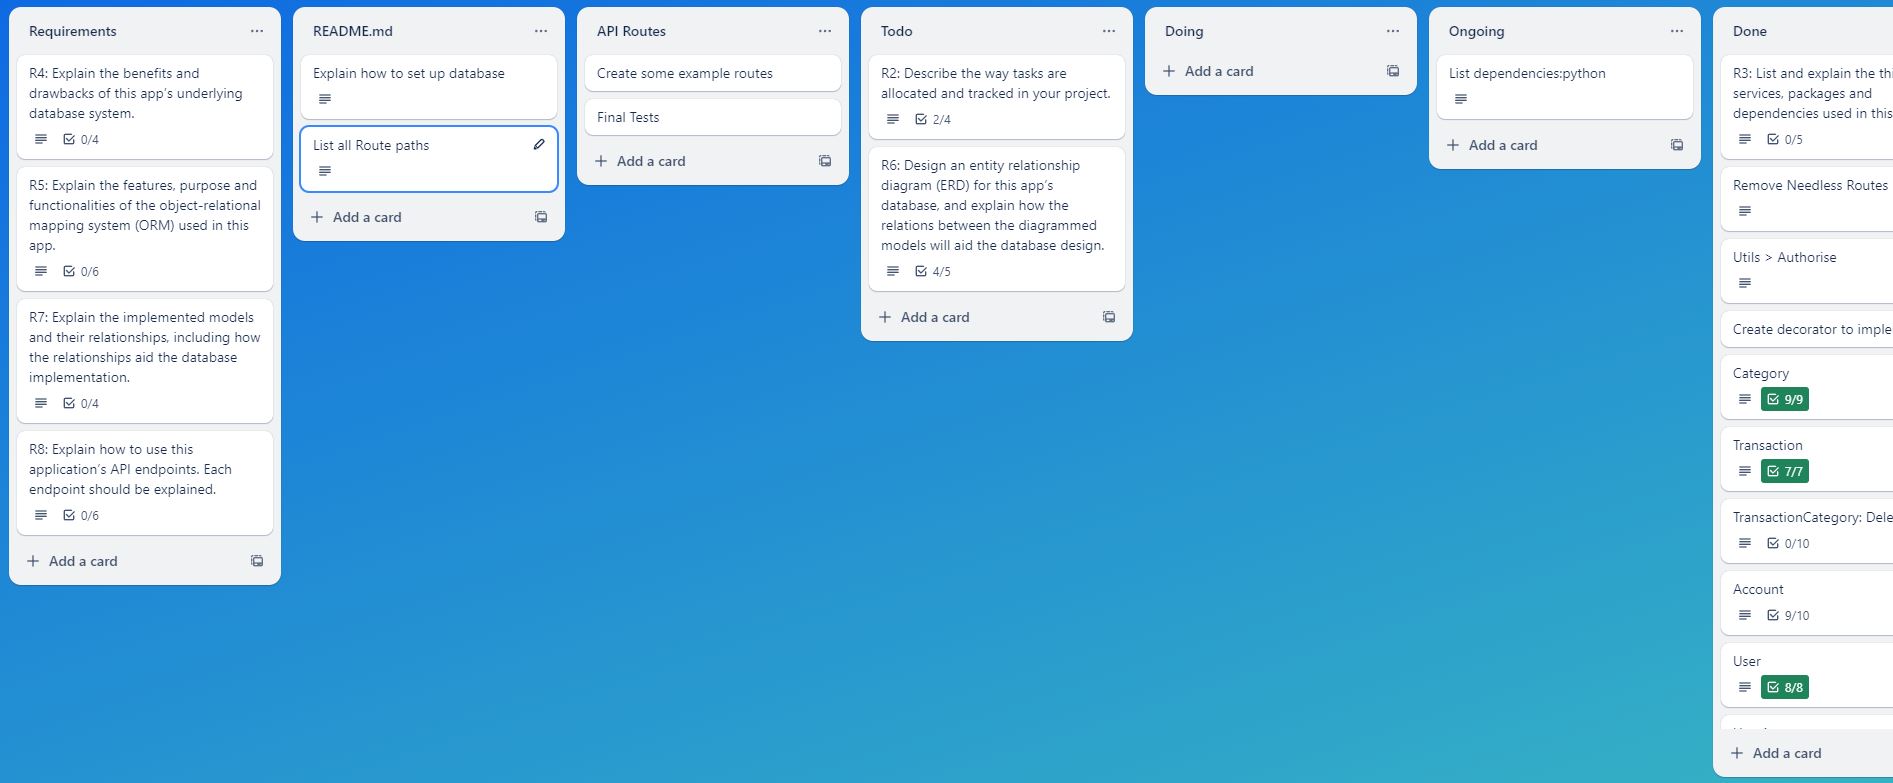 Requirements
R4: Explain the benefits and
drawbacks of this app's underlying
database system.
0/4
R5: Explain the features, purpose and
functionalities of the object-relational
mapping system (ORM) used in this
app.
0/6
R7: Explain the implemented models
and their relationships, including how
the relationships aid the database
implementation.
0/4
R8: Explain how to use this
application's API endpoints. Each
endpoint should be explained.
0/6
Add a card
README.md
Explain how to set up database
List all Route paths
Add a card
API Routes
Create some example routes
Final Tests
Add a card
Todo
R2: Describe the way tasks are
allocated and tracked in your project.
2/4
R6: Design an entity relationship
diagram (ERD) for this app's
database, and explain how the
relations between the diagrammed
models will aid the database design.
4/5
Add a card
Doing
Add a card
Ongoing
List dependencies:python
Add a card
Done
R3: List and explain the
services, packages and
dependencies used in this
0/5
Remove Needless Routes
Utils > Authorise
Create decorator to
Category
9/9
Transaction
7/7
TransactionCategory:
0/10
Account
9/10
User
8/8
Add a card